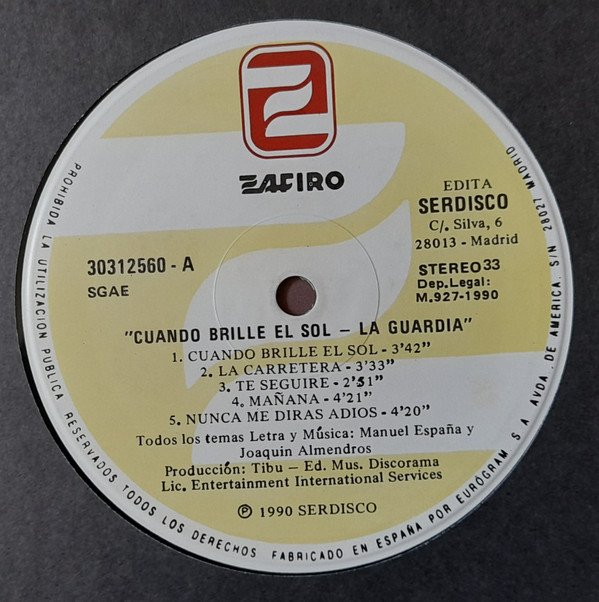 ZAFIRO
EDITA
SERDISCO
C/. Silva, 6
28013 - Madrid
30312560 - A
SGAE
STEREO 33
Dep. Legal:
M. 927-1990
"CUANDO BRILLE EL SOL - LA GUARDIA"
1. CUANDO BRILLE EL SOL - 3'42"
2. LA CARRETERA - 3'33"
3. TE SEGUIRE - 2'51"
4. MAÑANA - 4'21"
5. NUNCA ME DIRAS ADIOS - 4'20"
Todos los temas Letra y Música: Manuel España y
Joaquin Almendros
Producción: Tibu - Ed. Mus. Discorama
Lic. Entertainment International Services
℗ 1990 SERDISCO
PROHIBIDA LA UTILIZACION PUBLICA RESERVADOS TODOS LOS DERECHOS FABRICADO EN ESPAÑA POR EUROGRAM S A AVDA. DE AMERICA. S/N 28027 MADRID